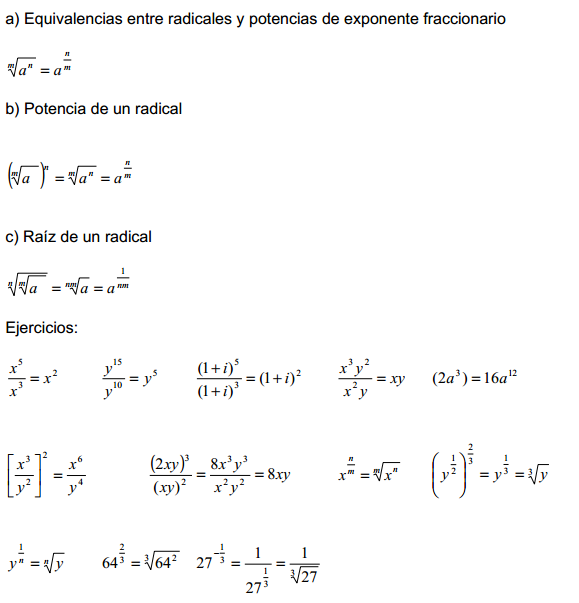 a) Equivalencias entre radicales y potencias de exponente fraccionario
$\sqrt[m]{a^n} = a^{\frac{n}{m}}$
b) Potencia de un radical
$\left(\sqrt[m]{a}\right)^n = \sqrt[m]{a^n} = a^{\frac{n}{m}}$
c) Raíz de un radical
$\sqrt[n]{\sqrt[m]{a}} = \sqrt[nm]{a} = a^{\frac{1}{nm}}$
Ejercicios:
$\frac{x^5}{x^3} = x^2$ $\frac{y^{15}}{y^{10}} = y^5$ $\frac{(1+i)^5}{(1+i)^3} = (1+i)^2$ $\frac{x^3y^2}{x^2y} = xy$ $(2a^3) = 16a^{12}$
$\left[\frac{x^3}{y^2}\right]^2 = \frac{x^6}{y^4}$ $\frac{(2xy)^3}{(xy)^2} = \frac{8x^3y^3}{x^2y^2} = 8xy$ $x^{\frac{n}{m}} = \sqrt[m]{x^n}$ $\left(y^{\frac{1}{2}}\right)^{\frac{2}{3}} = y^{\frac{1}{3}} = \sqrt[3]{y}$
$y^{\frac{1}{n}} = \sqrt[n]{y}$ $64^{\frac{2}{3}} = \sqrt[3]{64^2}$ $27^{-\frac{1}{3}} = \frac{1}{27^{\frac{1}{3}}} = \frac{1}{\sqrt[3]{27}}$